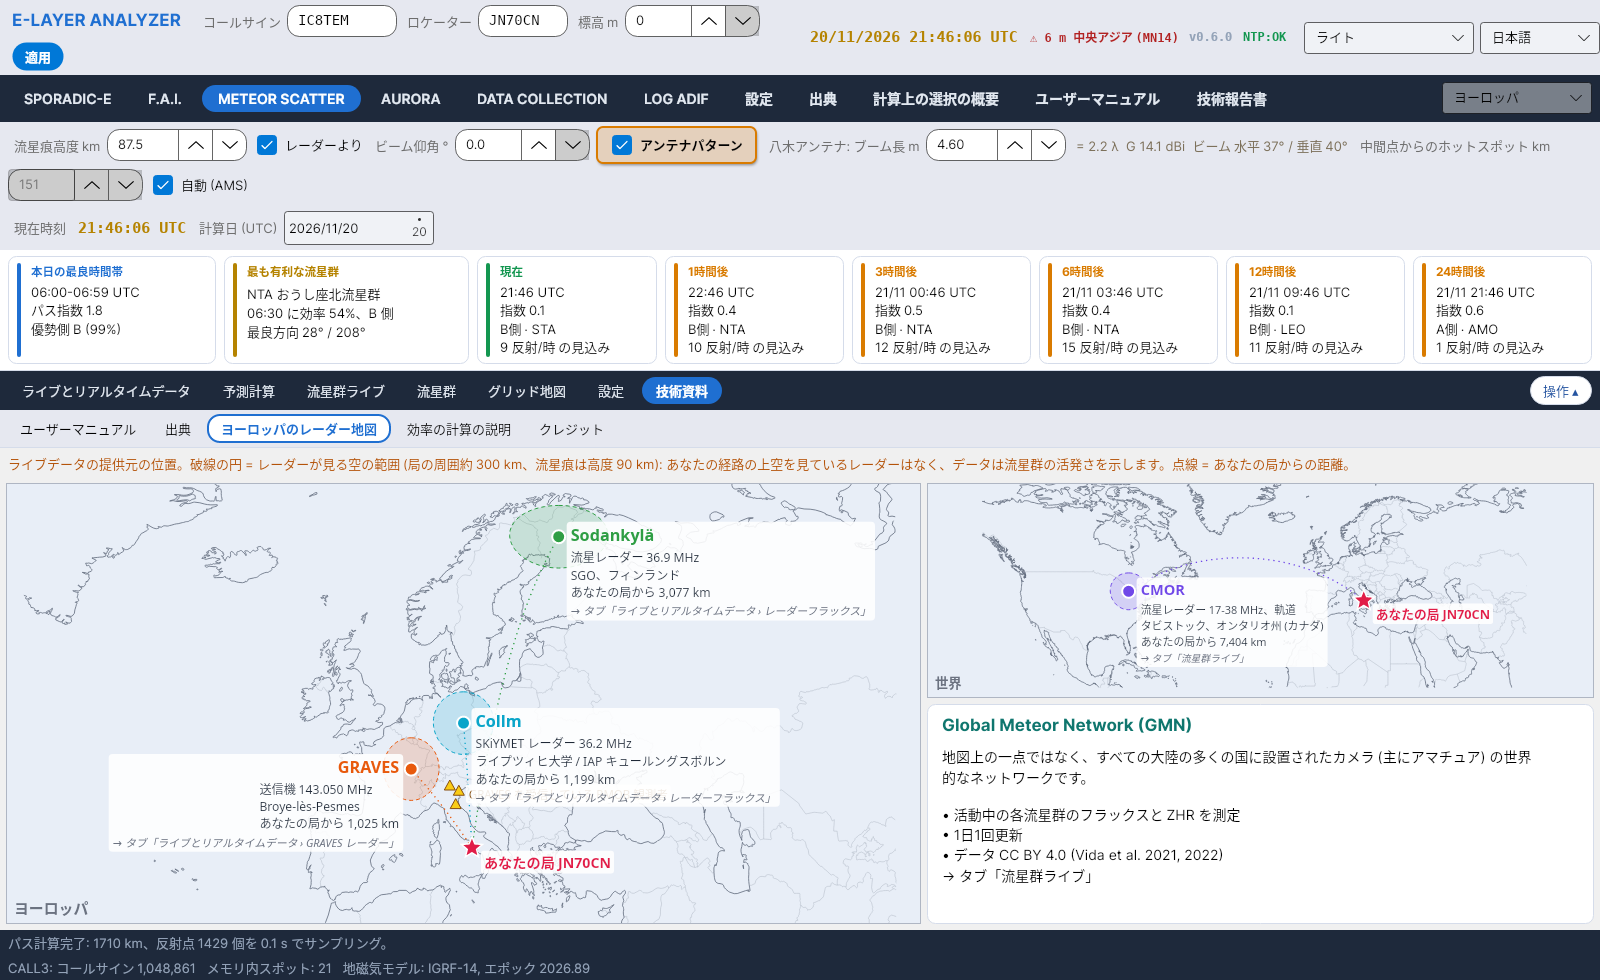 E-LAYER ANALYZER
コールサイン IC8TEM ロケーター JN70CN 標高 m 0
適用
20/11/2026 21:46:06 UTC ⚠ 6 m 中央アジア (MN14) v0.6.0 NTP:OK ライト 日本語
SPORADIC-E F.A.I. METEOR SCATTER AURORA DATA COLLECTION LOG ADIF 設定 出典 計算上の選択の概要 ユーザーマニュアル 技術報告書 ヨーロッパ
流星痕高度 km 87.5 レーダーより ビーム仰角 ° 0.0 アンテナパターン 八木アンテナ: ブーム長 m 4.60 = 2.2 λ G 14.1 dBi ビーム 水平 37° / 垂直 40° 中間点からのホットスポット km
151 自動 (AMS)
現在時刻 21:46:06 UTC 計算日 (UTC) 2026/11/20 20
本日の最良時間帯
06:00-06:59 UTC
パス指数 1.8
優勢側 B (99%)
最も有利な流星群
NTA おうし座北流星群
06:30 に効率 54%、B 側
最良方向 28° / 208°
現在
21:46 UTC
指数 0.1
B側 · STA
9 反射/時 の見込み
1時間後
22:46 UTC
指数 0.4
B側 · NTA
10 反射/時 の見込み
3時間後
21/11 00:46 UTC
指数 0.5
B側 · NTA
12 反射/時 の見込み
6時間後
21/11 03:46 UTC
指数 0.4
B側 · NTA
15 反射/時 の見込み
12時間後
21/11 09:46 UTC
指数 0.1
B側 · LEO
11 反射/時 の見込み
24時間後
21/11 21:46 UTC
指数 0.6
A側 · AMO
1 反射/時 の見込み
ライブとリアルタイムデータ 予測計算 流星群ライブ 流星群 グリッド地図 設定 技術資料 操作 ▴
ユーザーマニュアル 出典 ヨーロッパのレーダー地図 効率の計算の説明 クレジット
ライブデータの提供元の位置。破線の円 = レーダーが見る空の範囲 (局の周囲約 300 km、流星痕は高度 90 km): あなたの経路の上空を見ているレーダーはなく、データは流星群の活発さを示します。点線 = あなたの局からの距離。
Sodankylä
流星レーダー 36.9 MHz
SGO、フィンランド
あなたの局から 3,077 km
→ タブ「ライブとリアルタイムデータ › レーダーフラックス」
Collm
SKiYMET レーダー 36.2 MHz
ライプツィヒ大学 / IAP キュールングスボルン
あなたの局から 1,199 km
→ タブ「ライブとリアルタイムデータ › レーダーフラックス」
GRAVES
送信機 143.050 MHz
Broye-lès-Pesmes
あなたの局から 1,025 km
→ タブ「ライブとリアルタイムデータ › GRAVES レーダー」
あなたの局 JN70CN
ヨーロッパ
CMOR
流星レーダー 17-38 MHz、軌道
タビストック、オンタリオ州 (カナダ)
あなたの局から 7,404 km
→ タブ「流星群ライブ」
あなたの局 JN70CN
世界
Global Meteor Network (GMN)
地図上の一点ではなく、すべての大陸の多くの国に設置されたカメラ (主にアマチュア) の世界
的なネットワークです。
• 活動中の各流星群のフラックスと ZHR を測定
• 1日1回更新
• データ CC BY 4.0 (Vida et al. 2021, 2022)
→ タブ「流星群ライブ」
パス計算完了: 1710 km、反射点 1429 個を 0.1 s でサンプリング。
CALL3: コールサイン 1,048,861 メモリ内スポット: 21 地磁気モデル: IGRF-14, エポック 2026.89